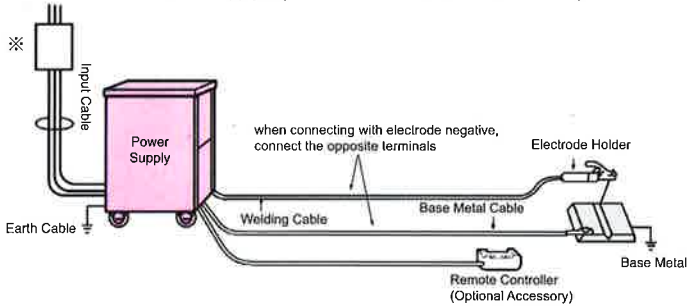 ※
Input Cable
Power
Supply
when connecting with electrode negative,
connect the opposite terminals
Electrode Holder
Welding Cable
Base Metal Cable
Earth Cable
Base Metal
Remote Controller
(Optional Accessory)